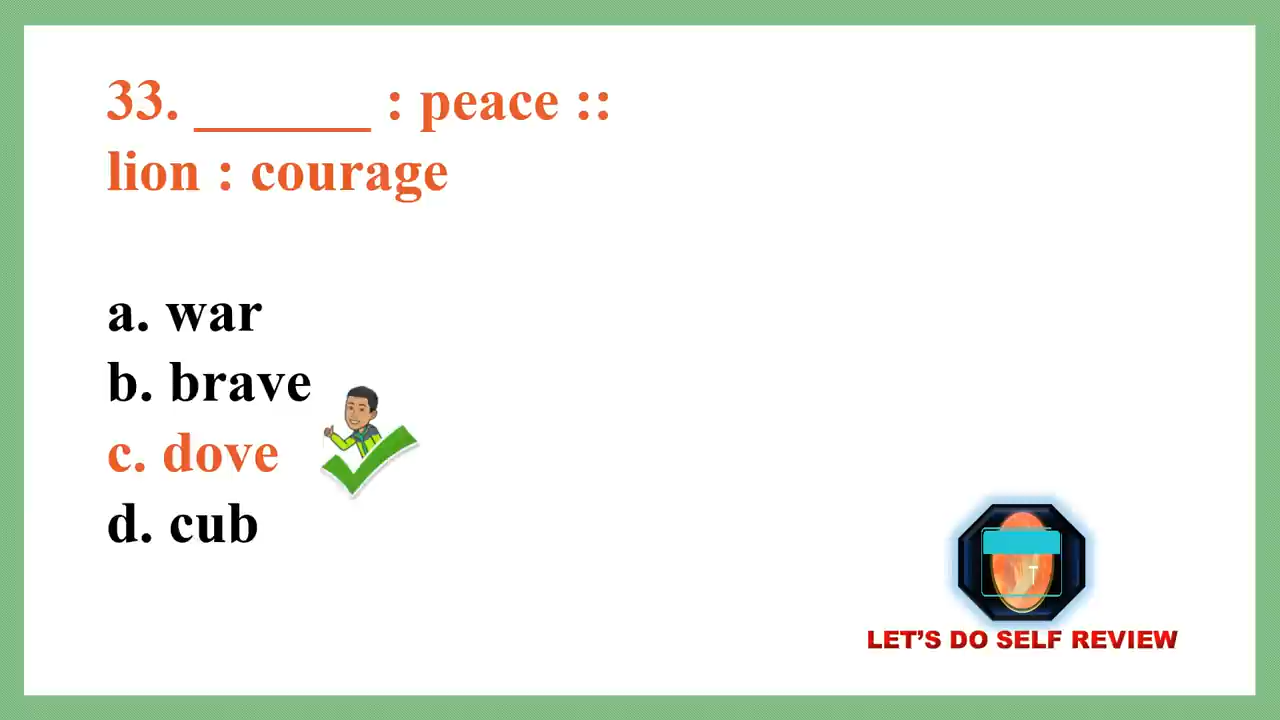 33. ______ : peace ::
lion : courage
a. war
b. brave
c. dove
d. cub
T
LET'S DO SELF REVIEW